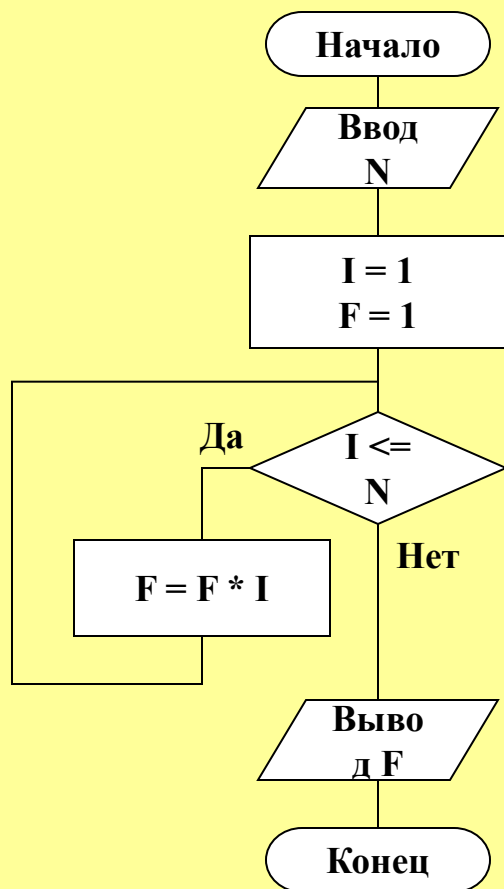 Начало
Ввод
N
I = 1
F = 1
Да
I <=
N
Нет
F = F * I
Выво
д F
Конец